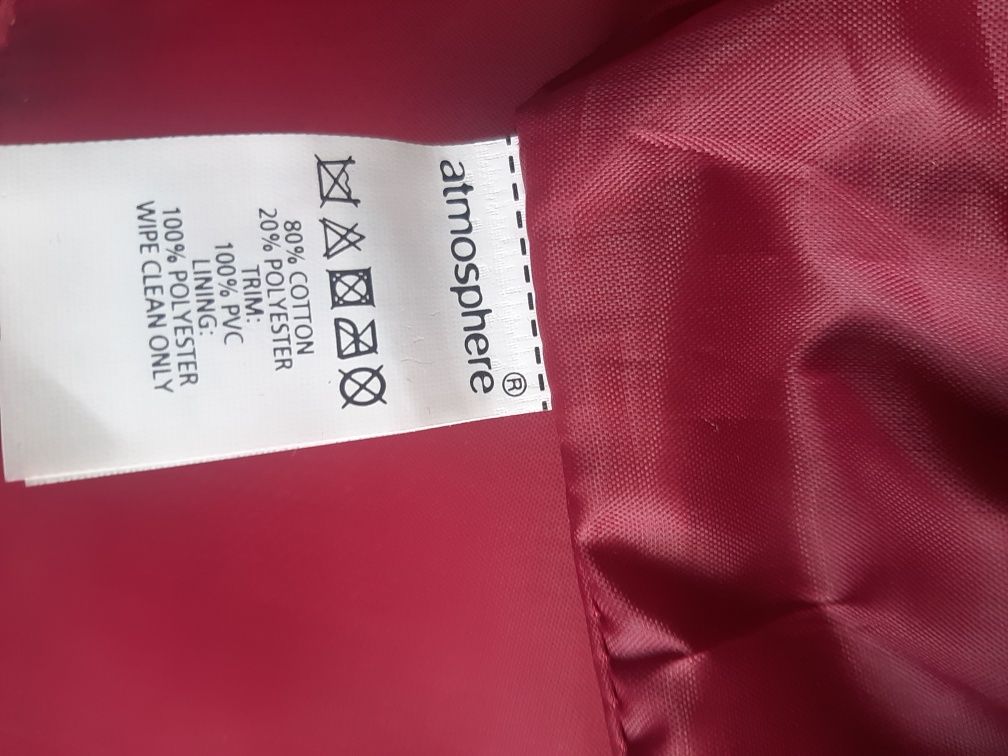 atmosphere®
80% COTTON
20% POLYESTER
TRIM:
100% PVC
LINING:
100% POLYESTER
WIPE CLEAN ONLY